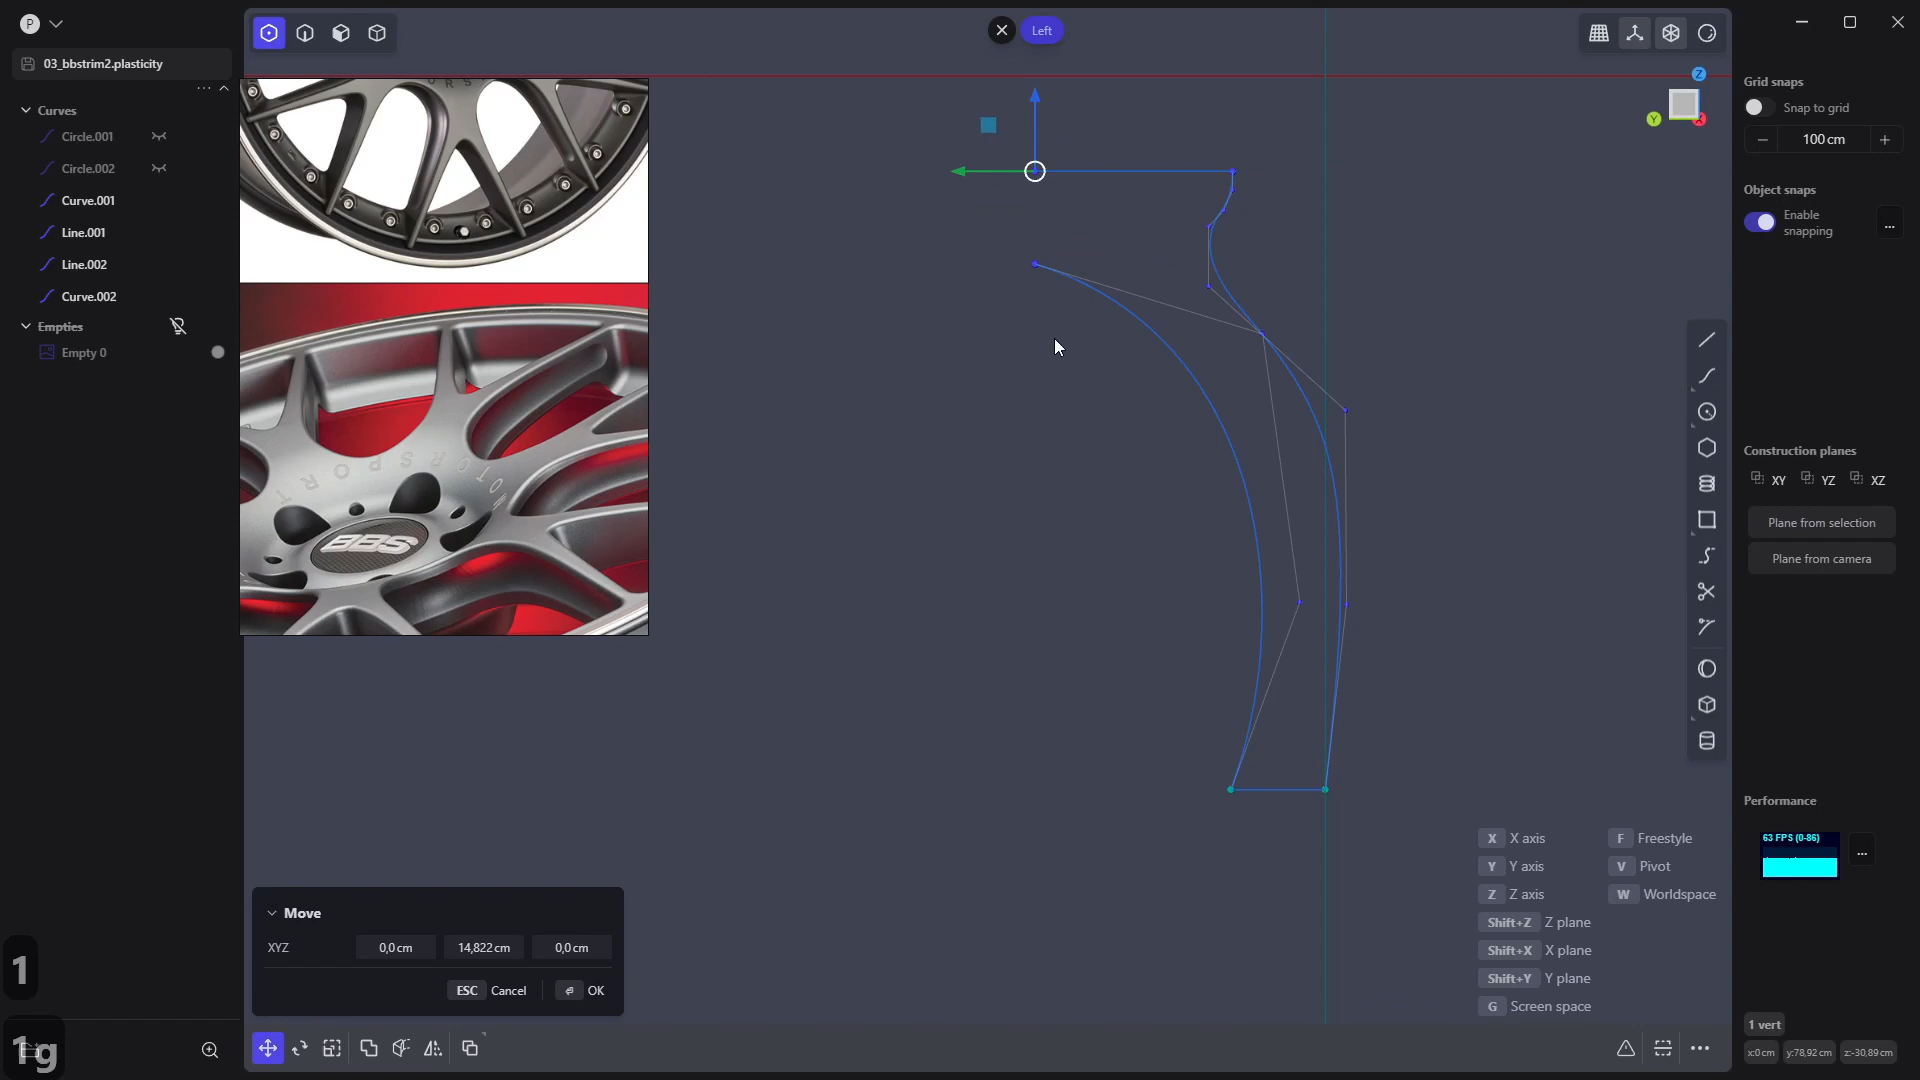 P
03_bbstrim2.plasticity
Left
Curves
Circle.001
Circle.002
Curve.001
Line.001
Line.002
Curve.002
Empties
Empty 0
MOTORSPORT
BBS
Z
Y
X
Grid snaps
Snap to grid
100 cm
Object snaps
Enable
snapping
...
Construction planes
XY YZ XZ
Plane from selection
Plane from camera
Performance
63 FPS (0-86)
...
X X axis F Freestyle
Y Y axis V Pivot
Z Z axis W Worldspace
Shift+Z Z plane
Shift+X X plane
Shift+Y Y plane
G Screen space
Move
XYZ 0,0 cm 14,822 cm 0,0 cm
ESC Cancel OK
1
1g
1 vert
x:0 cm y:78,92 cm z:-30,89 cm